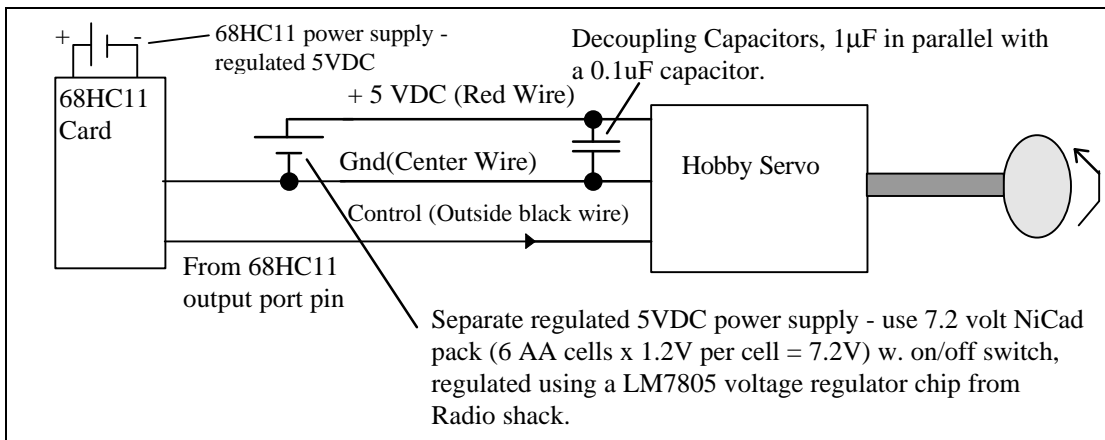 + -
68HC11 power supply -
regulated 5VDC
68HC11
Card
Decoupling Capacitors, 1μF in parallel with
a 0.1uF capacitor.
+ 5 VDC (Red Wire)
Gnd(Center Wire)
Hobby Servo
Control (Outside black wire)
From 68HC11
output port pin
Separate regulated 5VDC power supply - use 7.2 volt NiCad
pack (6 AA cells x 1.2V per cell = 7.2V) w. on/off switch,
regulated using a LM7805 voltage regulator chip from
Radio shack.